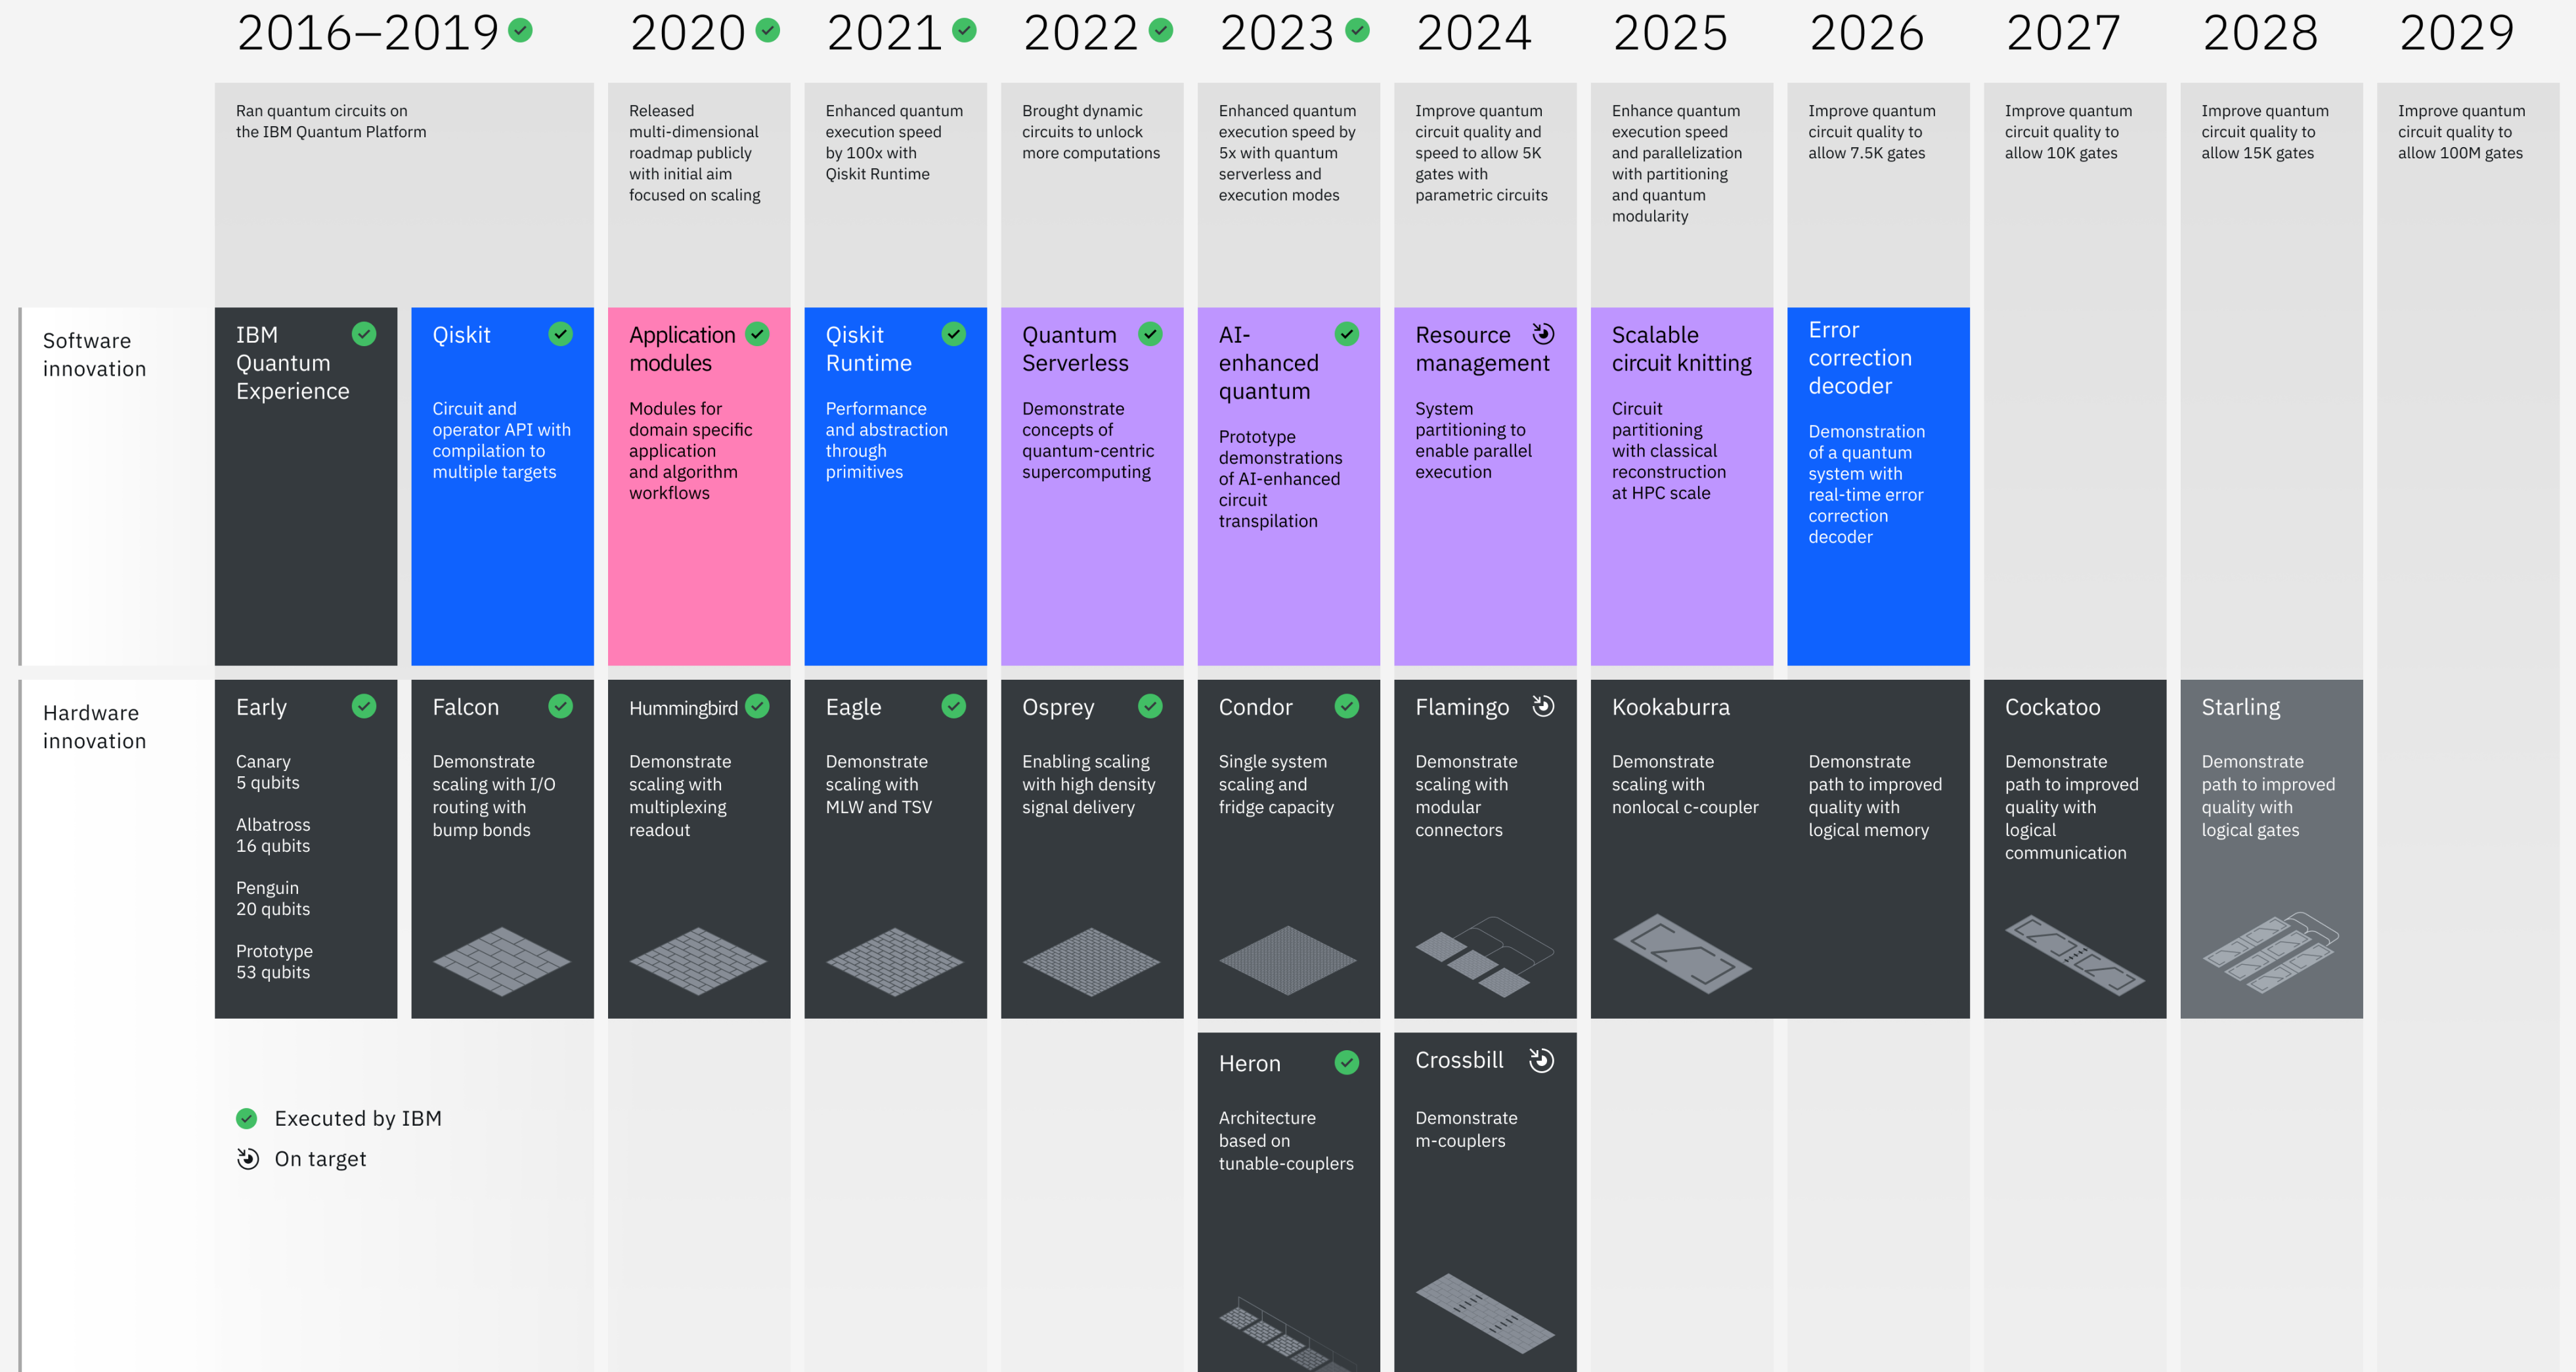 2016–2019
2020
2021
2022
2023
2024
2025
2026
2027
2028
2029
Ran quantum circuits on
the IBM Quantum Platform
Released
multi-dimensional
roadmap publicly
with initial aim
focused on scaling
Enhanced quantum
execution speed
by 100x with
Qiskit Runtime
Brought dynamic
circuits to unlock
more computations
Enhanced quantum
execution speed by
5x with quantum
serverless and
execution modes
Improve quantum
circuit quality and
speed to allow 5K
gates with
parametric circuits
Enhance quantum
execution speed
and parallelization
with partitioning
and quantum
modularity
Improve quantum
circuit quality to
allow 7.5K gates
Improve quantum
circuit quality to
allow 10K gates
Improve quantum
circuit quality to
allow 15K gates
Improve quantum
circuit quality to
allow 100M gates
Software
innovation
IBM
Quantum
Experience
Qiskit
Circuit and
operator API with
compilation to
multiple targets
Application
modules
Modules for
domain specific
application
and algorithm
workflows
Qiskit
Runtime
Performance
and abstraction
through
primitives
Quantum
Serverless
Demonstrate
concepts of
quantum-centric
supercomputing
AI-
enhanced
quantum
Prototype
demonstrations
of AI-enhanced
circuit
transpilation
Resource
management
System
partitioning to
enable parallel
execution
Scalable
circuit knitting
Circuit
partitioning
with classical
reconstruction
at HPC scale
Error
correction
decoder
Demonstration
of a quantum
system with
real-time error
correction
decoder
Hardware
innovation
Early
Canary
5 qubits
Albatross
16 qubits
Penguin
20 qubits
Prototype
53 qubits
Falcon
Demonstrate
scaling with I/O
routing with
bump bonds
Hummingbird
Demonstrate
scaling with
multiplexing
readout
Eagle
Demonstrate
scaling with
MLW and TSV
Osprey
Enabling scaling
with high density
signal delivery
Condor
Single system
scaling and
fridge capacity
Flamingo
Demonstrate
scaling with
modular
connectors
Kookaburra
Demonstrate
scaling with
nonlocal c-coupler
Demonstrate
path to improved
quality with
logical memory
Cockatoo
Demonstrate
path to improved
quality with
logical
communication
Starling
Demonstrate
path to improved
quality with
logical gates
Heron
Architecture
based on
tunable-couplers
Crossbill
Demonstrate
m-couplers
Executed by IBM
On target